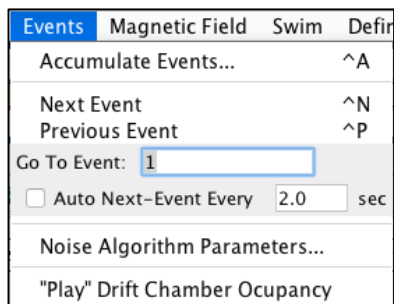 Events Magnetic Field Swim Defin
Accumulate Events... ^A
Next Event ^N
Previous Event ^P
Go To Event: 1
Auto Next-Event Every 2.0 sec
Noise Algorithm Parameters...
"Play" Drift Chamber Ocupancy